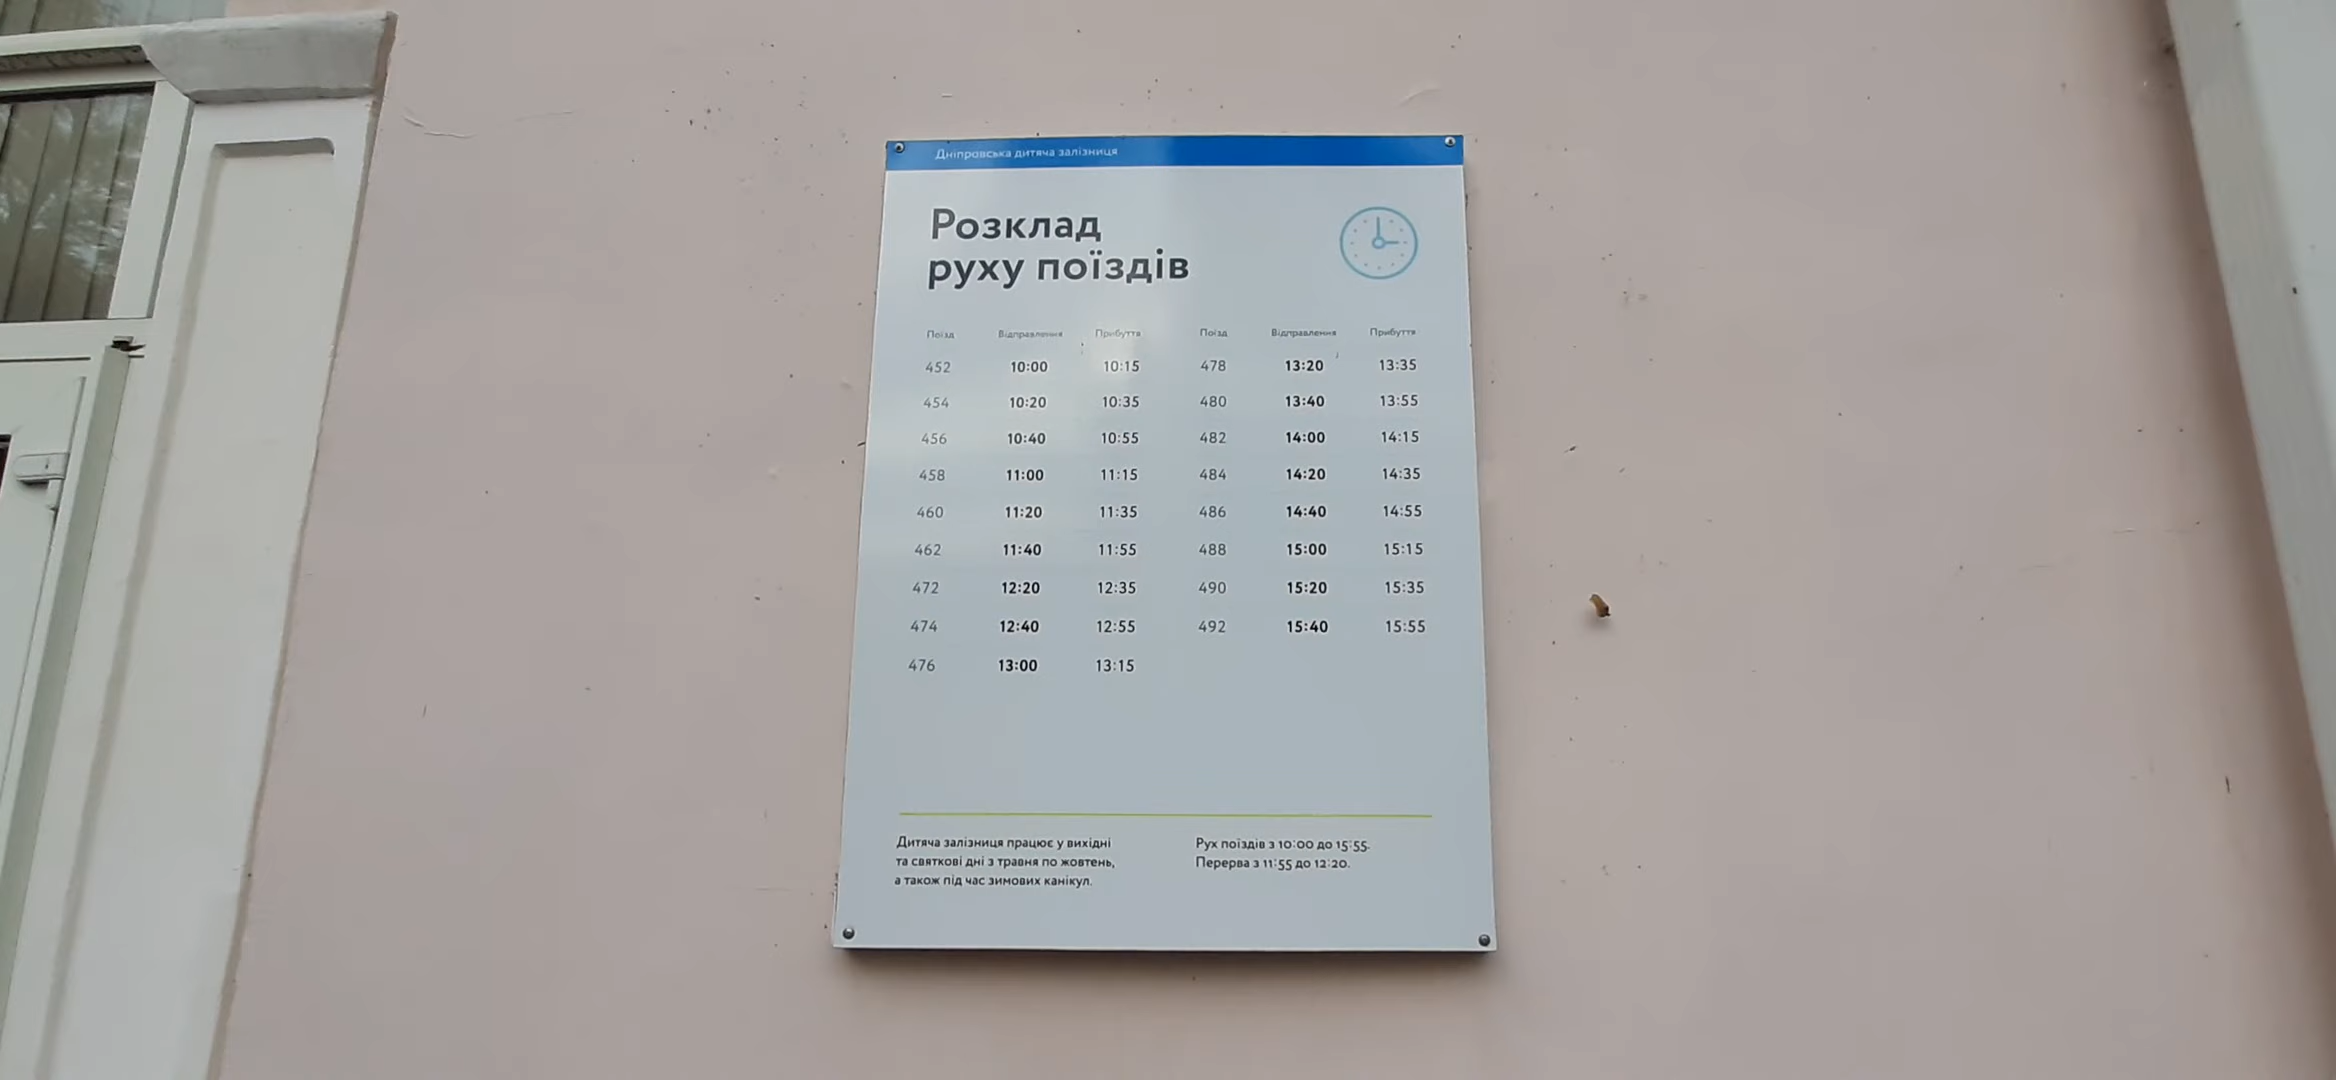 Дніпровська дитяча залізниця
Розклад
руху поїздів
Поїзд Відправлення Прибуття Поїзд Відправлення Прибуття
452 10:00 10:15 478 13:20 13:35
454 10:20 10:35 480 13:40 13:55
456 10:40 10:55 482 14:00 14:15
458 11:00 11:15 484 14:20 14:35
460 11:20 11:35 486 14:40 14:55
462 11:40 11:55 488 15:00 15:15
472 12:20 12:35 490 15:20 15:35
474 12:40 12:55 492 15:40 15:55
476 13:00 13:15
Дитяча залізниця працює у вихідні
та святкові дні з травня по жовтень,
а також під час зимових канікул.
Рух поїздів з 10:00 до 15:55.
Перерва з 11:55 до 12:20.